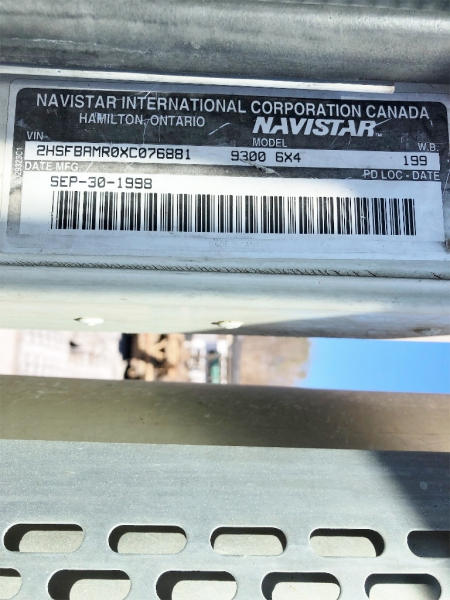 NAVISTAR INTERNATIONAL CORPORATION CANADA
HAMILTON, ONTARIO NAVISTAR
VIN- MODEL W.B.
2HSFBAMR0XC076881 9300 6X4 199
DATE MFG PD LOC - DATE
SEP-30-1998